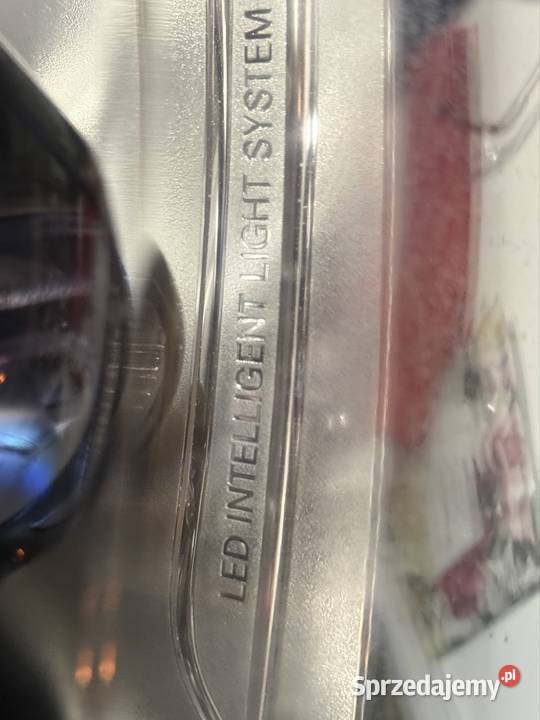 LED INTELLIGENT LIGHT SYSTEM
Sprzedajemy.pl